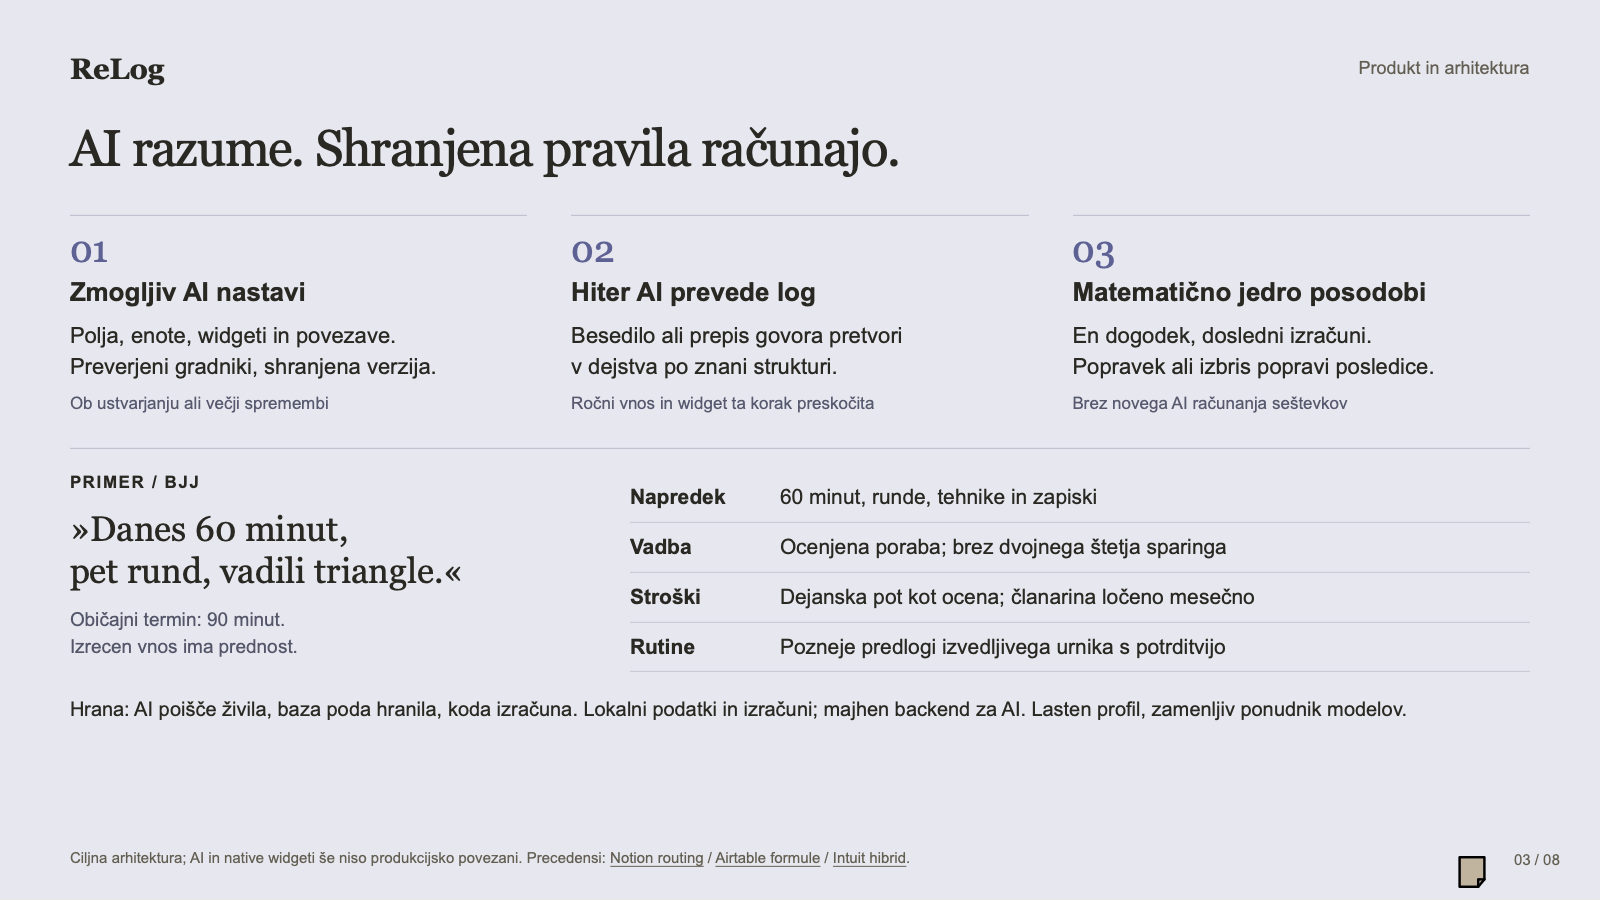 ReLog
Produkt in arhitektura
AI razume. Shranjena pravila računajo.
01
Zmogljiv AI nastavi
Polja, enote, widgeti in povezave.
Preverjeni gradniki, shranjena verzija.
Ob ustvarjanju ali večji spremembi
02
Hiter AI prevede log
Besedilo ali prepis govora pretvori
v dejstva po znani strukturi.
Ročni vnos in widget ta korak preskočita
03
Matematično jedro posodobi
En dogodek, dosledni izračuni.
Popravek ali izbris popravi posledice.
Brez novega AI računanja seštevkov
PRIMER / BJJ
»Danes 60 minut,
pet rund, vadili triangle.«
Običajni termin: 90 minut.
Izrecen vnos ima prednost.
Napredek 60 minut, runde, tehnike in zapiski
Vadba Ocenjena poraba; brez dvojnega štetja sparinga
Stroški Dejanska pot kot ocena; članarina ločeno mesečno
Rutine Pozneje predlogi izvedljivega urnika s potrditvijo
Hrana: AI poišče živila, baza poda hranila, koda izračuna. Lokalni podatki in izračuni; majhen backend za AI. Lasten profil, zamenljiv ponudnik modelov.
Ciljna arhitektura; AI in native widgeti še niso produkcijsko povezani. Precedensi: Notion routing / Airtable formule / Intuit hibrid.
03 / 08